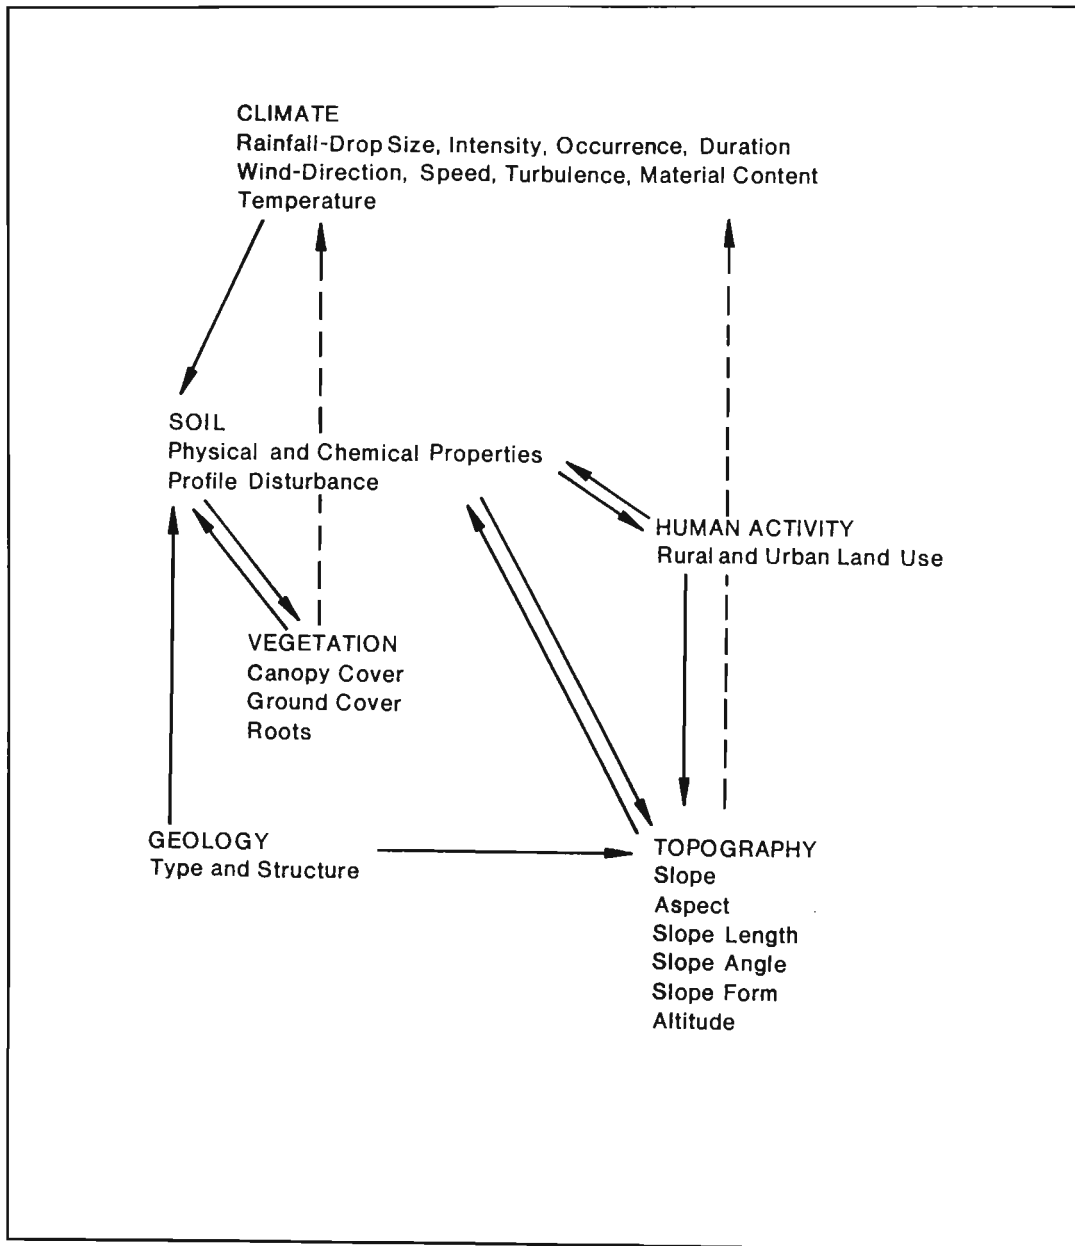 CLIMATE
Rainfall-Drop Size, Intensity, Occurrence, Duration
Wind-Direction, Speed, Turbulence, Material Content
Temperature
SOIL
Physical and Chemical Properties
Profile Disturbance
HUMAN ACTIVITY
Rural and Urban Land Use
VEGETATION
Canopy Cover
Ground Cover
Roots
GEOLOGY
Type and Structure
TOPOGRAPHY
Slope
Aspect
Slope Length
Slope Angle
Slope Form
Altitude